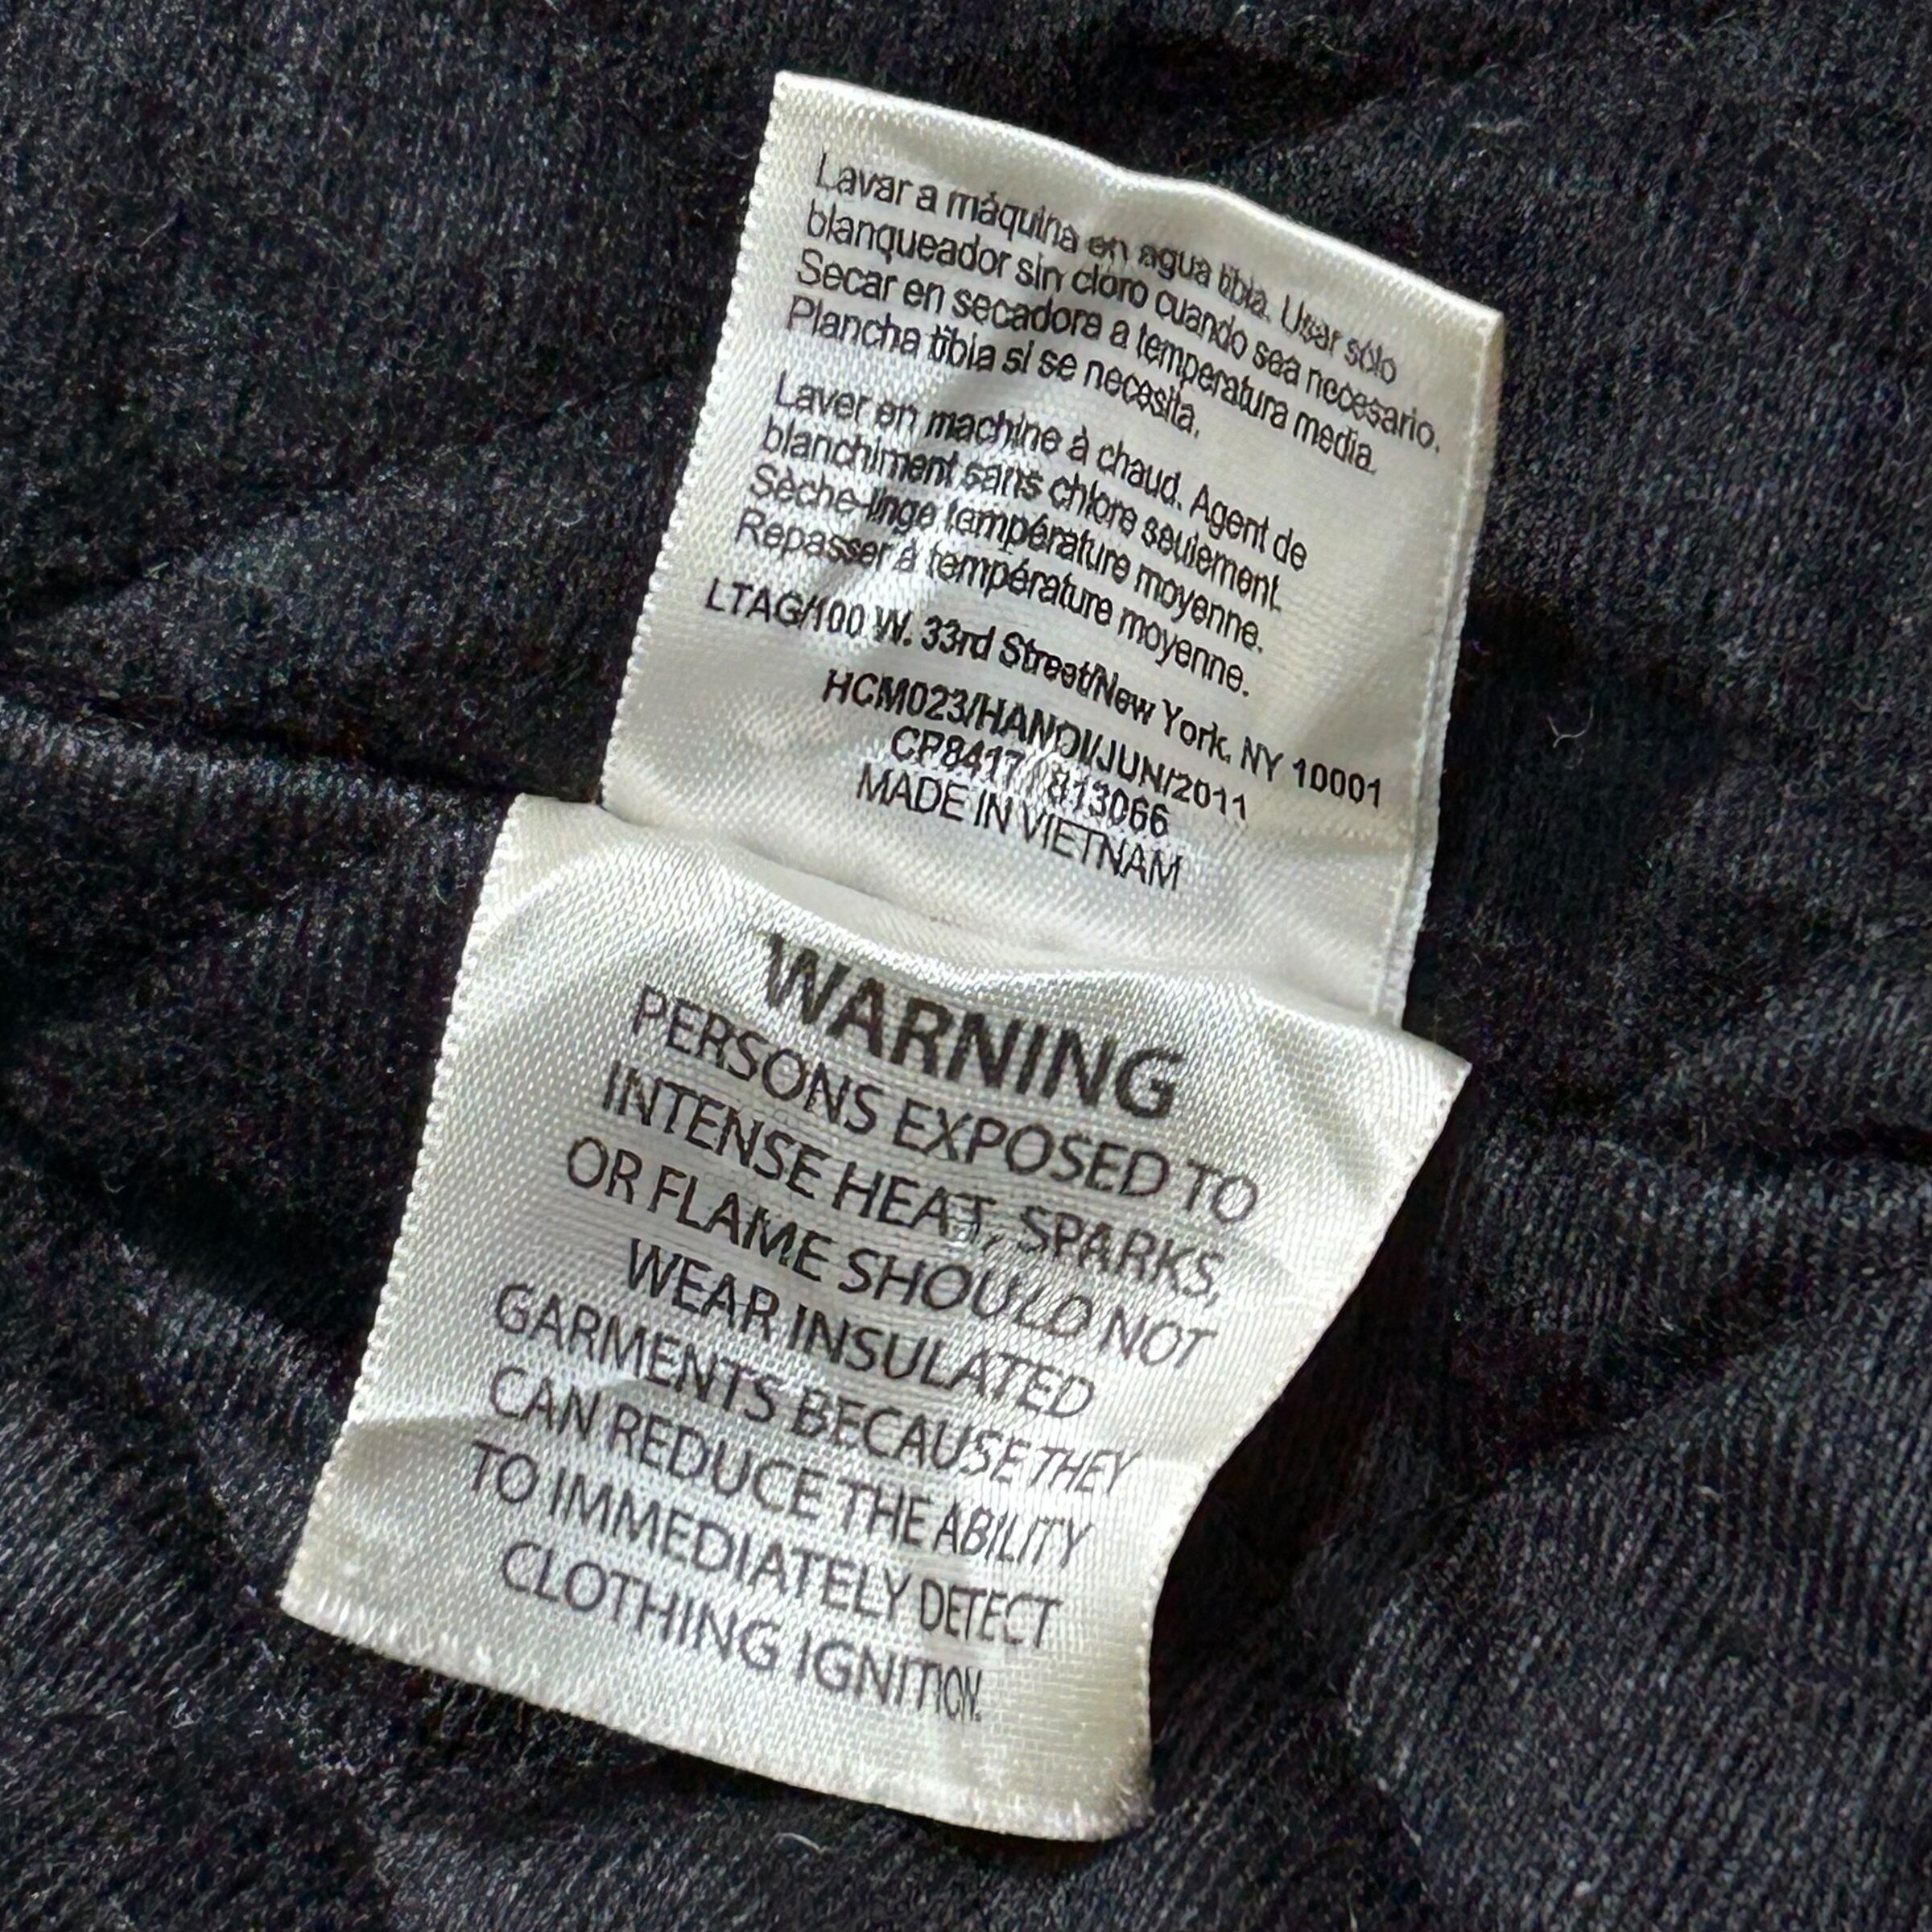 Lavar a máquina en agua tibia. Usar sólo
blanqueador sin cloro cuando sea necesario.
Secar en secadora a temperatura media.
Plancha tibia si se necesita.
Laver en machine à chaud. Agent de
blanchiment sans chlore seulement.
Sèche-linge température moyenne.
Repasser à température moyenne.
LTAG/100 W. 33rd Street/New York, NY 10001
HCM023/HANOI/JUN/2011
CP8417 / 813066
MADE IN VIETNAM
WARNING
PERSONS EXPOSED TO
INTENSE HEAT, SPARKS,
OR FLAME SHOULD NOT
WEAR INSULATED
GARMENTS BECAUSE THEY
CAN REDUCE THE ABILITY
TO IMMEDIATELY DETECT
CLOTHING IGNITION.